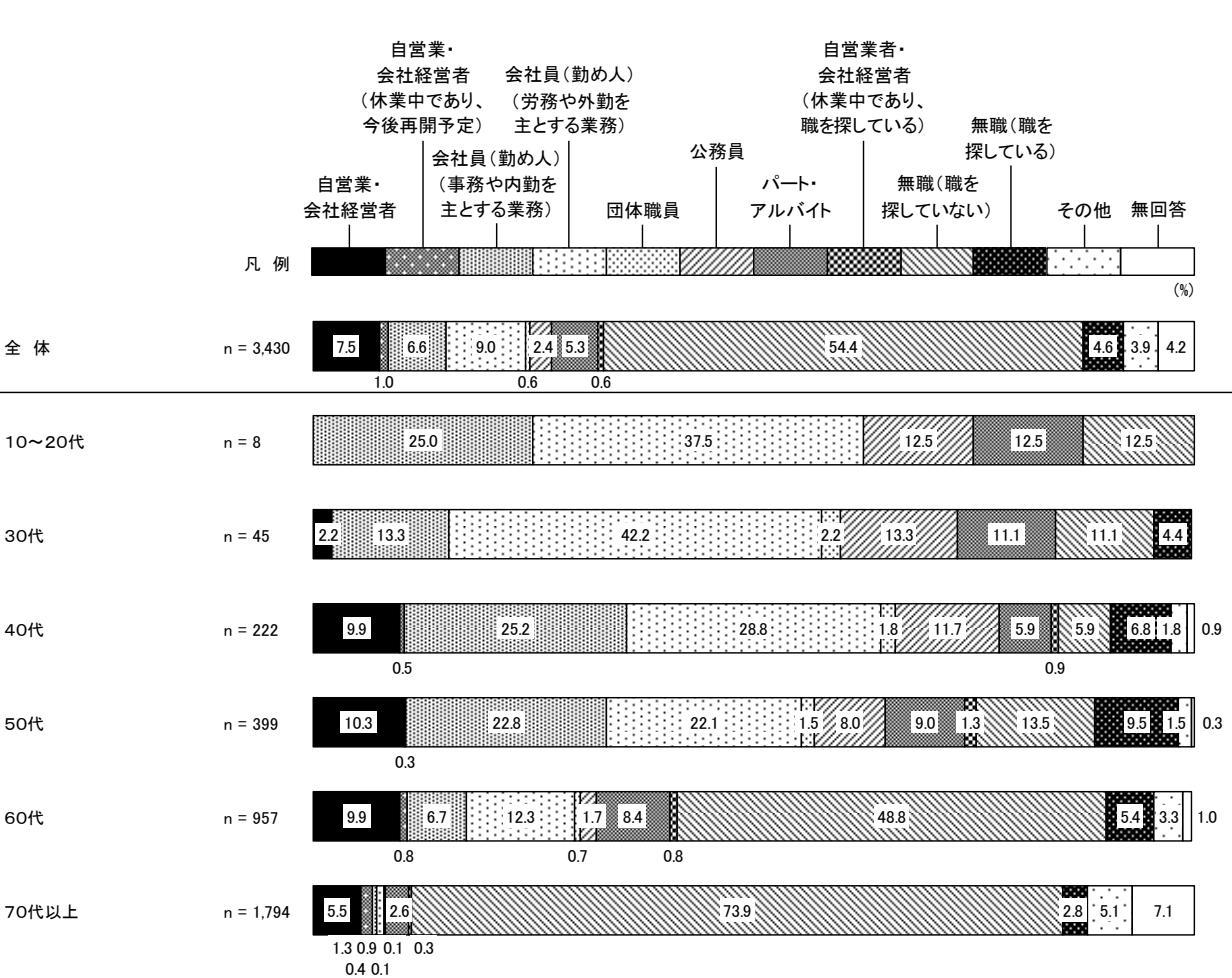 自営業・
会社経営者
自営業・
会社経営者
（休業中であり、
今後再開予定）
会社員（勤め人）
（事務や内勤を
主とする業務）
会社員（勤め人）
（労務や外勤を
主とする業務）
団体職員
公務員
パート・
アルバイト
自営業者・
会社経営者
（休業中であり、
職を探している）
無職（職を
探していない）
無職（職を
探している）
その他
無回答
凡 例
(%)
全 体 n = 3,430 7.5 6.6 9.0 2.4 5.3 54.4 4.6 3.9 4.2
1.0 0.6 0.6
10～20代 n = 8 25.0 37.5 12.5 12.5 12.5
30代 n = 45 2.2 13.3 42.2 2.2 13.3 11.1 11.1 4.4
40代 n = 222 9.9 25.2 28.8 1.8 11.7 5.9 5.9 6.8 1.8 0.9
0.5 0.9
50代 n = 399 10.3 22.8 22.1 1.5 8.0 9.0 1.3 13.5 9.5 1.5 0.3
0.3
60代 n = 957 9.9 6.7 12.3 1.7 8.4 48.8 5.4 3.3 1.0
0.8 0.7 0.8
70代以上 n = 1,794 5.5 2.6 73.9 2.8 5.1 7.1
1.3 0.9 0.1 0.3
0.4 0.1